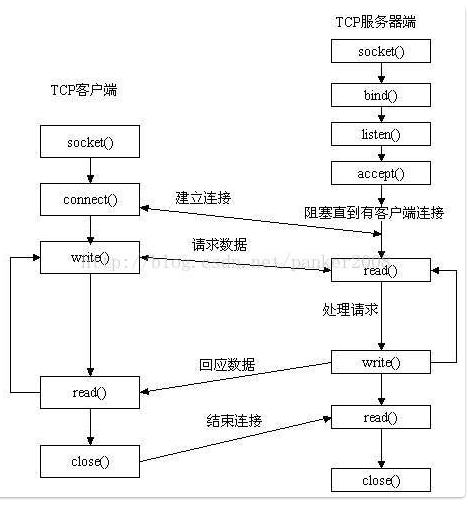 TCP服务器端
socket()
TCP客户端
bind()
socket()
listen()
accept()
connect()
建立连接
阻塞直到有客户端连接
请求数据
write()
http://blog.csdn.net/panker2008
read()
处理请求
回应数据
write()
read()
结束连接
read()
close()
close()